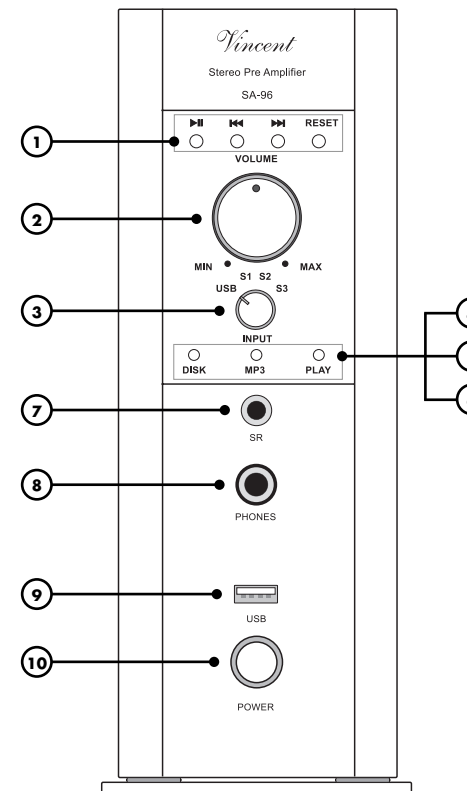 Vincent
Stereo Pre Amplifier
SA-96
RESET
1
VOLUME
2
MIN MAX
S1 S2
USB S3
3
INPUT
DISK MP3 PLAY
7
SR
8
PHONES
9
USB
10
POWER